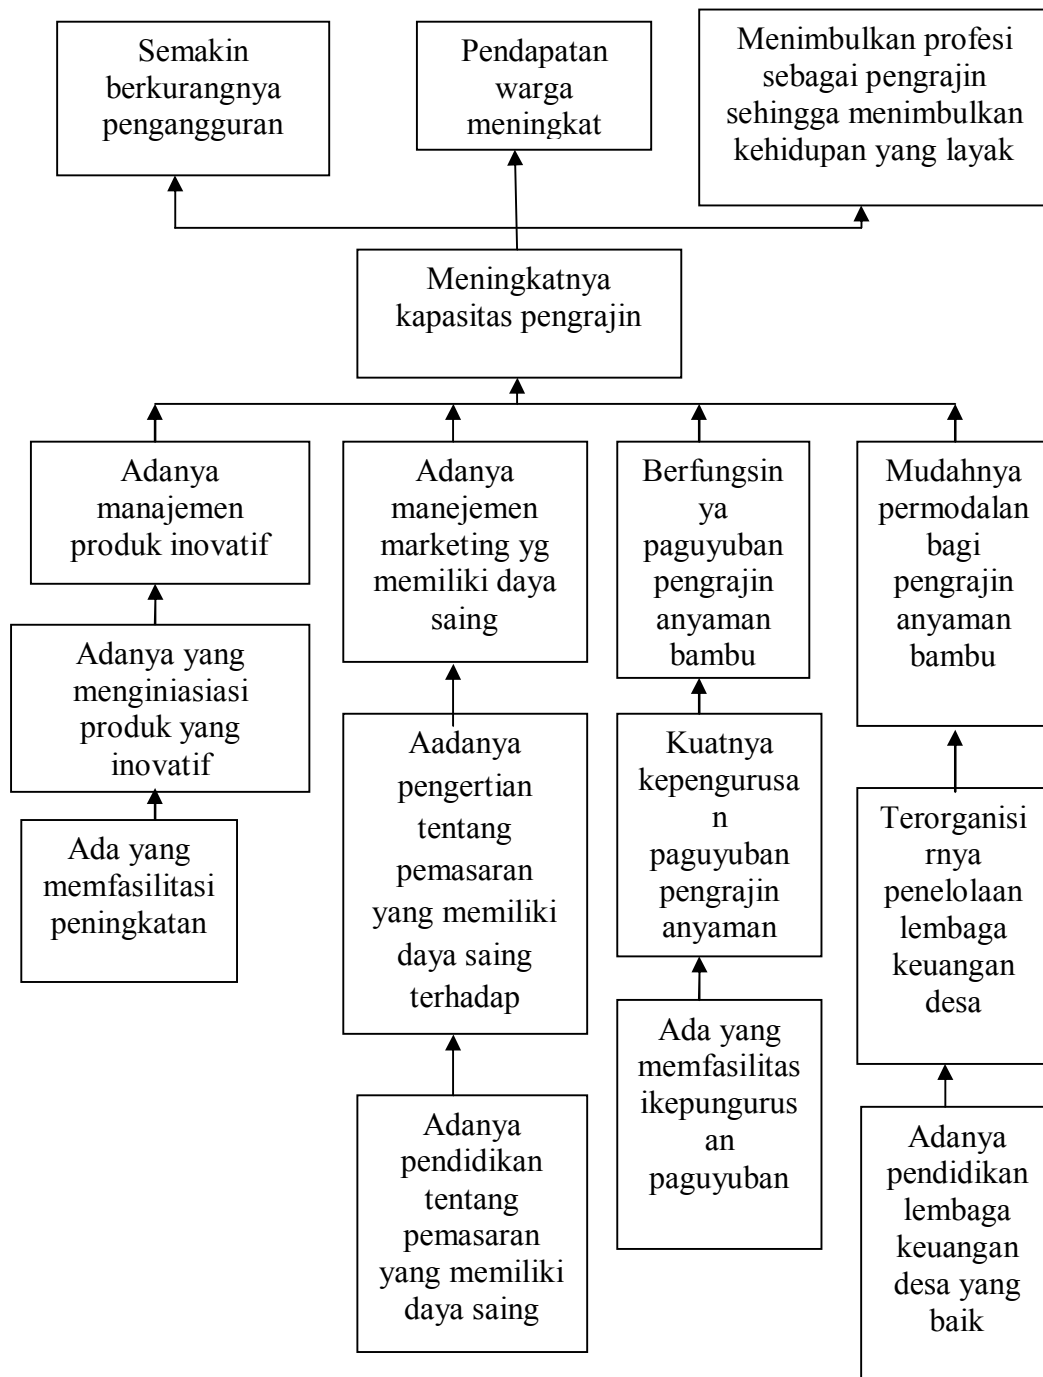 Semakin
berkurangnya
pengangguran
Pendapatan
warga
meningkat
Menimbulkan profesi
sebagai pengrajin
sehingga menimbulkan
kehidupan yang layak
Meningkatnya
kapasitas pengrajin
Adanya
manajemen
produk inovatif
Adanya
manejemen
marketing yg
memiliki daya
saing
Berfungsin
ya
paguyuban
pengrajin
anyaman
bambu
Mudahnya
permodalan
bagi
pengrajin
anyaman
bambu
Adanya yang
menginiasiasi
produk yang
inovatif
Aadanya
pengertian
tentang
pemasaran
yang memiliki
daya saing
terhadap
Kuatnya
kepengurusa
n
paguyuban
pengrajin
anyaman
Terorganisi
rnya
penelolaan
lembaga
keuangan
desa
Ada yang
memfasilitasi
peningkatan
Adanya
pendidikan
tentang
pemasaran
yang memiliki
daya saing
Ada yang
memfasilitas
ikepungurus
an
paguyuban
Adanya
pendidikan
lembaga
keuangan
desa yang
baik